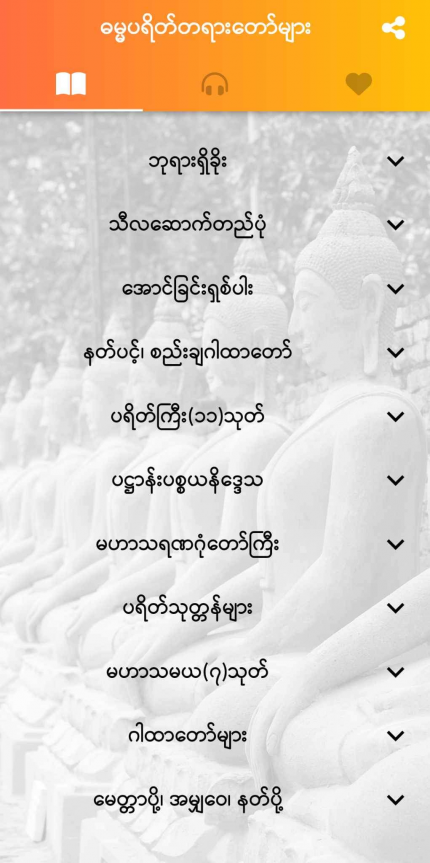 ဓမ္မပရိတ်တရားတော်များ
ဘုရားရှိခိုး
သီလဆောက်တည်ပုံ
အောင်ခြင်းရှစ်ပါး
နတ်ပင့်၊ စည်းချဂါထာတော်
ပရိတ်ကြီး(၁၁)သုတ်
ပဋ္ဌာန်းပစ္စယနိဒ္ဒေသ
မဟာသရဏဂုံတော်ကြီး
ပရိတ်သုတ္တန်များ
မဟာသမယ(၇)သုတ်
ဂါထာတော်များ
မေတ္တာပို့၊ အမျှဝေ၊ နတ်ပို့